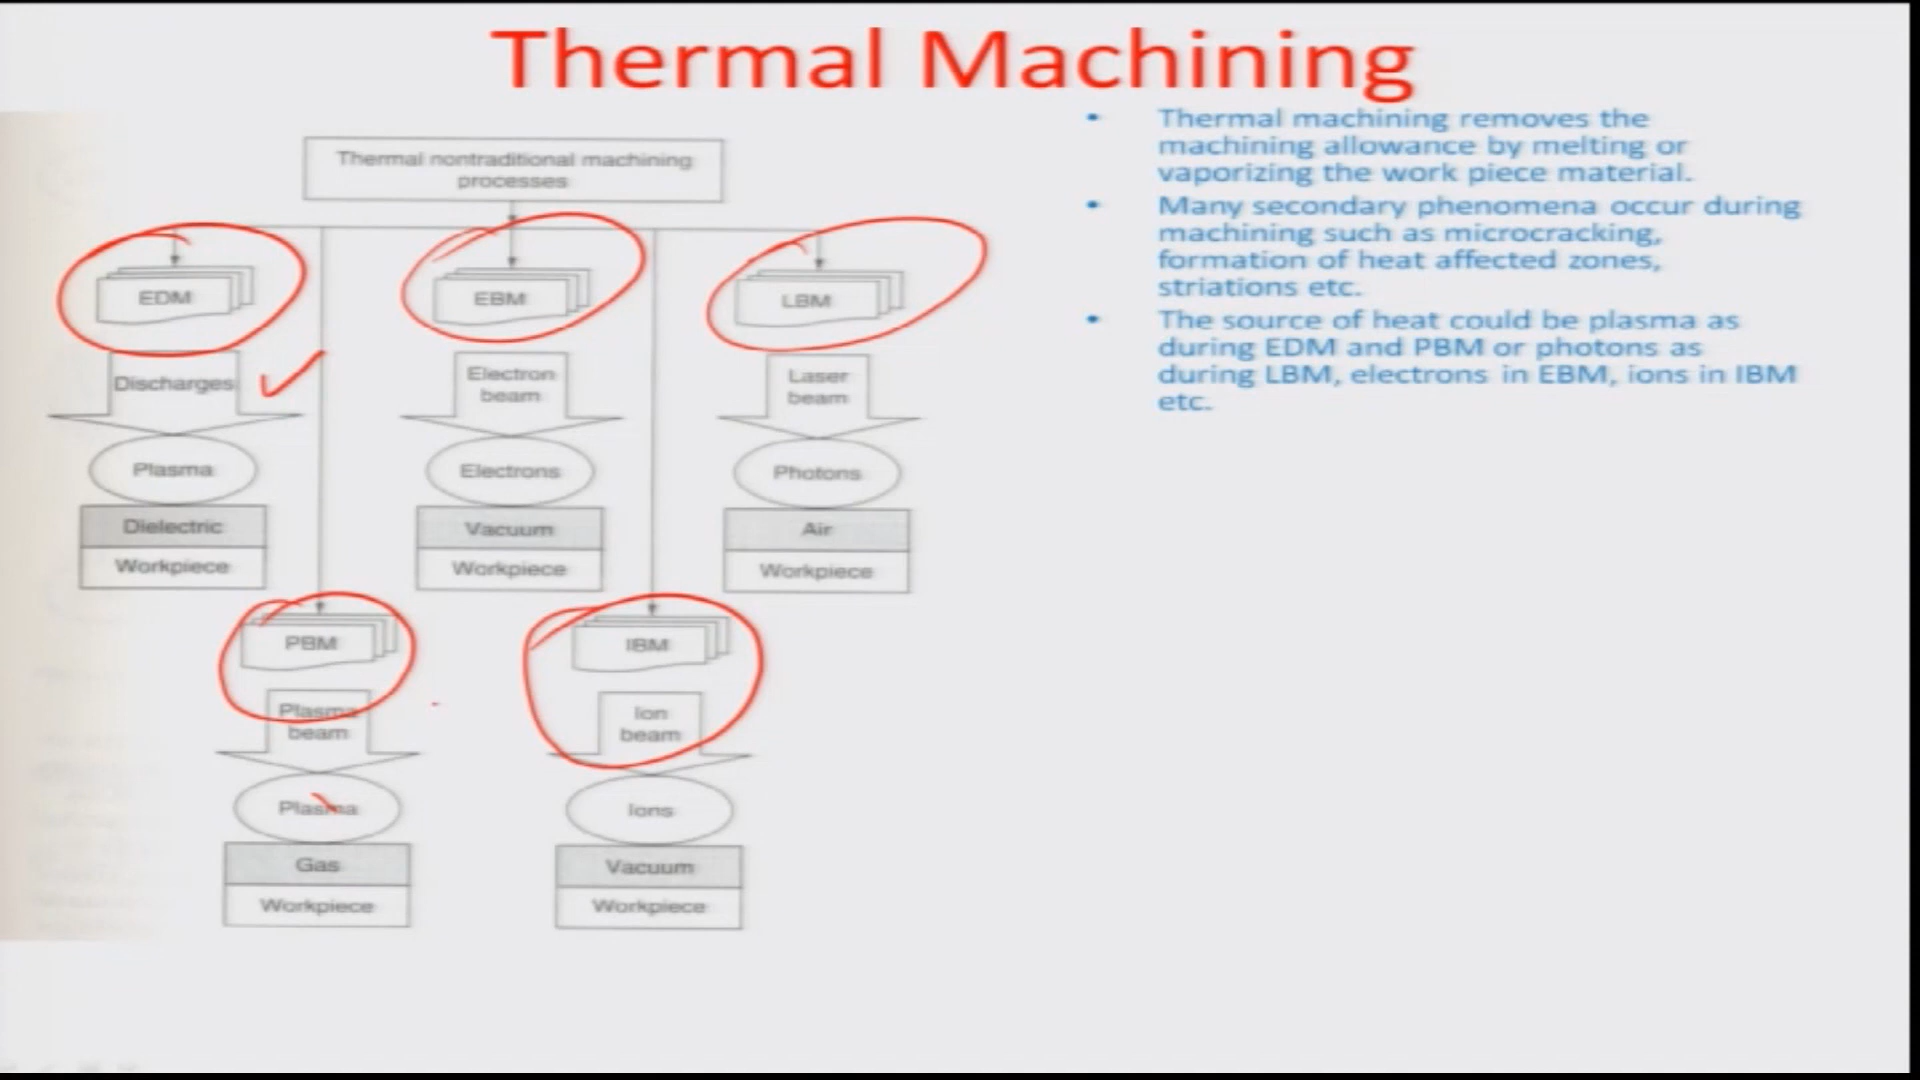 Thermal Machining
Thermal nontraditional machining
processes
EDM
EBM
LBM
Discharges
Electron
beam
Laser
beam
Plasma
Electrons
Photons
Dielectric
Vacuum
Air
Workpiece
Workpiece
Workpiece
PBM
IBM
Plasma
beam
Ion
beam
Plasma
Ions
Gas
Vacuum
Workpiece
Workpiece
• Thermal machining removes the
machining allowance by melting or
vaporizing the work piece material.
• Many secondary phenomena occur during
machining such as microcracking,
formation of heat affected zones,
striations etc.
• The source of heat could be plasma as
during EDM and PBM or photons as
during LBM, electrons in EBM, ions in IBM
etc.